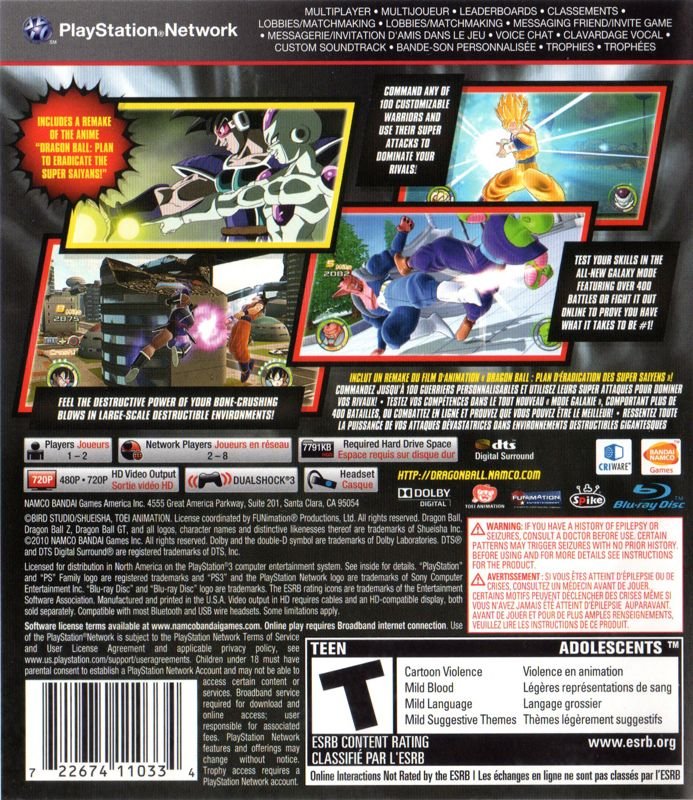 PlayStation®Network
MULTIPLAYER • MULTIJOUEUR • LEADERBOARDS • CLASSEMENTS •
LOBBIES/MATCHMAKING • LOBBIES/MATCHMAKING • MESSAGING FRIEND/INVITE GAME
• MESSAGERIE/INVITATION D'AMIS DANS LE JEU • VOICE CHAT • CLAVARDAGE VOCAL •
CUSTOM SOUNDTRACK • BANDE-SON PERSONNALISÉE • TROPHIES • TROPHÉES
INCLUDES A REMAKE
OF THE ANIME
"DRAGON BALL: PLAN
TO ERADICATE THE
SUPER SAIYANS!"
COMMAND ANY OF
100 CUSTOMIZABLE
WARRIORS AND
USE THEIR SUPER
ATTACKS TO
DOMINATE YOUR
RIVALS!
TEST YOUR SKILLS IN THE
ALL-NEW GALAXY MODE
FEATURING OVER 400
BATTLES OR FIGHT IT OUT
ONLINE TO PROVE YOU HAVE
WHAT IT TAKES TO BE #1!
2082
2875
FEEL THE DESTRUCTIVE POWER OF YOUR BONE-CRUSHING
BLOWS IN LARGE-SCALE DESTRUCTIBLE ENVIRONMENTS!
INCLUT UN REMAKE DU FILM D'ANIMATION « DRAGON BALL : PLAN D'ÉRADICATION DES SUPER SAIYENS »!
COMMANDEZ JUSQU'À 100 GUERRIERS PERSONNALISABLES ET UTILISEZ LEURS SUPER ATTAQUES POUR DOMINER
VOS RIVAUX! • TESTEZ VOS COMPÉTENCES DANS LE TOUT NOUVEAU « MODE GALAXIE », COMPORTANT PLUS DE
400 BATAILLES, OU COMBATTEZ EN LIGNE ET PROUVEZ QUE VOUS POUVEZ ÊTRE LE MEILLEUR! • RESSENTEZ TOUTE
LA PUISSANCE DE VOS ATTAQUES DÉVASTATRICES DANS ENVIRONNEMENTS DESTRUCTIBLES GIGANTESQUES
Players Joueurs
1 - 2
Network Players Joueurs en réseau
2 - 8
7791KB
Required Hard Drive Space
Espace requis sur disque dur
720P
480P • 720P
HD Video Output
Sortie vidéo HD
DUALSHOCK®3
Headset
Casque
dts
Digital Surround
CRIWARE™
BANDAI
NAMCO
Games
HTTP://DRAGONBALL.NAMCO.COM
DOLBY
DIGITAL
TOEI ANIMATION
FUNIMATION
Spike
Blu-ray Disc
NAMCO BANDAI Games America Inc. 4555 Great America Parkway, Suite 201, Santa Clara, CA 95054
©BIRD STUDIO/SHUEISHA, TOEI ANIMATION. License coordinated by FUNimation® Productions, Ltd. All rights reserved. Dragon Ball,
Dragon Ball Z, Dragon Ball GT, and all logos, character names and distinctive likenesses thereof are trademarks of Shueisha Inc.
©2010 NAMCO BANDAI Games. All rights reserved. Dolby and the double-D symbol are trademarks of Dolby Laboratories. DTS®
and DTS Digital Surround® are registered trademarks of DTS, Inc.
Licensed for distribution in North America on the PlayStation®3 computer entertainment system. See inside for details. "PlayStation"
and "PS" Family logo are registered trademarks and "PS3" and the PlayStation Network logo are trademarks of Sony Computer
Entertainment Inc. "Blu-ray Disc" and "Blu-ray Disc" logo are trademarks. The ESRB rating icons are trademarks of the Entertainment
Software Association. Manufactured and printed in the U.S.A. Video output in HD requires cables and an HD-compatible display, both
sold separately. Compatible with most Bluetooth and USB wire headsets. Some limitations apply.
Software license terms available at www.namcobandaigames.com. Online play requires Broadband internet connection. Use
of the PlayStation®Network is subject to the PlayStation Network Terms of Service
and User License Agreement and applicable privacy policy, see
www.us.playstation.com/support/useragreements. Children under 18 must have
parental consent to establish a PlayStation Network Account and may not be able to
access certain content or
services. Broadband service
required for download and
online access; user
responsible for associated
fees. PlayStation Network
features and offerings may
change without notice.
Trophy access requires a
PlayStation Network account.
WARNING: IF YOU HAVE A HISTORY OF EPILEPSY OR
SEIZURES, CONSULT A DOCTOR BEFORE USE. CERTAIN
PATTERNS MAY TRIGGER SEIZURES WITH NO PRIOR HISTORY.
BEFORE USING AND FOR MORE DETAILS SEE INSTRUCTIONS
FOR THE PRODUCT.
AVERTISSEMENT : SI VOUS ÊTES ATTEINT D'ÉPILEPSIE OU DE
CRISES, CONSULTEZ UN MÉDECIN AVANT DE JOUER.
CERTAINS MOTIFS PEUVENT DÉCLENCHER DES CRISES MÊME SI
VOUS N'AVEZ JAMAIS ÉTÉ ATTEINT D'ÉPILEPSIE AUPARAVANT.
AVANT DE JOUER ET POUR DE PLUS AMPLES RENSEIGNEMENTS,
VEUILLEZ LIRE LES INSTRUCTIONS DE CE PRODUIT.
TEEN
ADOLESCENTS ™
T
Cartoon Violence Violence en animation
Mild Blood Légères représentations de sang
Mild Language Langage grossier
Mild Suggestive Themes Thèmes légèrement suggestifs
ESRB CONTENT RATING www.esrb.org
CLASSIFIÉ PAR L'ESRB
Online Interactions Not Rated by the ESRB | Les échanges en ligne ne sont pas classés par l'ESRB
7 22674 11033 4